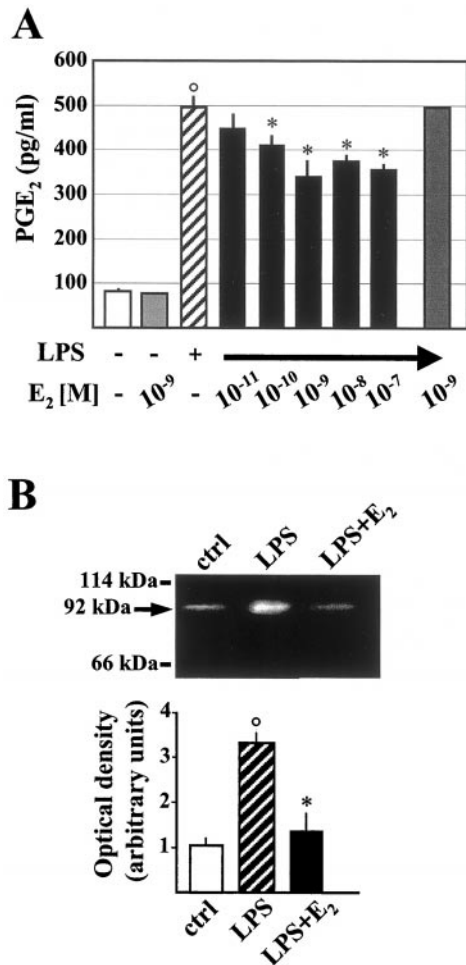 A
PGE₂ (pg/ml)
600
500
400
300
200
100
°
* * * *
LPS - - +
E₂ [M] - 10⁻⁹ - 10⁻¹¹ 10⁻¹⁰ 10⁻⁹ 10⁻⁸ 10⁻⁷ 10⁻⁹
B
ctrl LPS LPS+E₂
114 kDa
92 kDa
66 kDa
Optical density
(arbitrary units)
4
3
2
1
°
*
ctrl LPS LPS+E₂